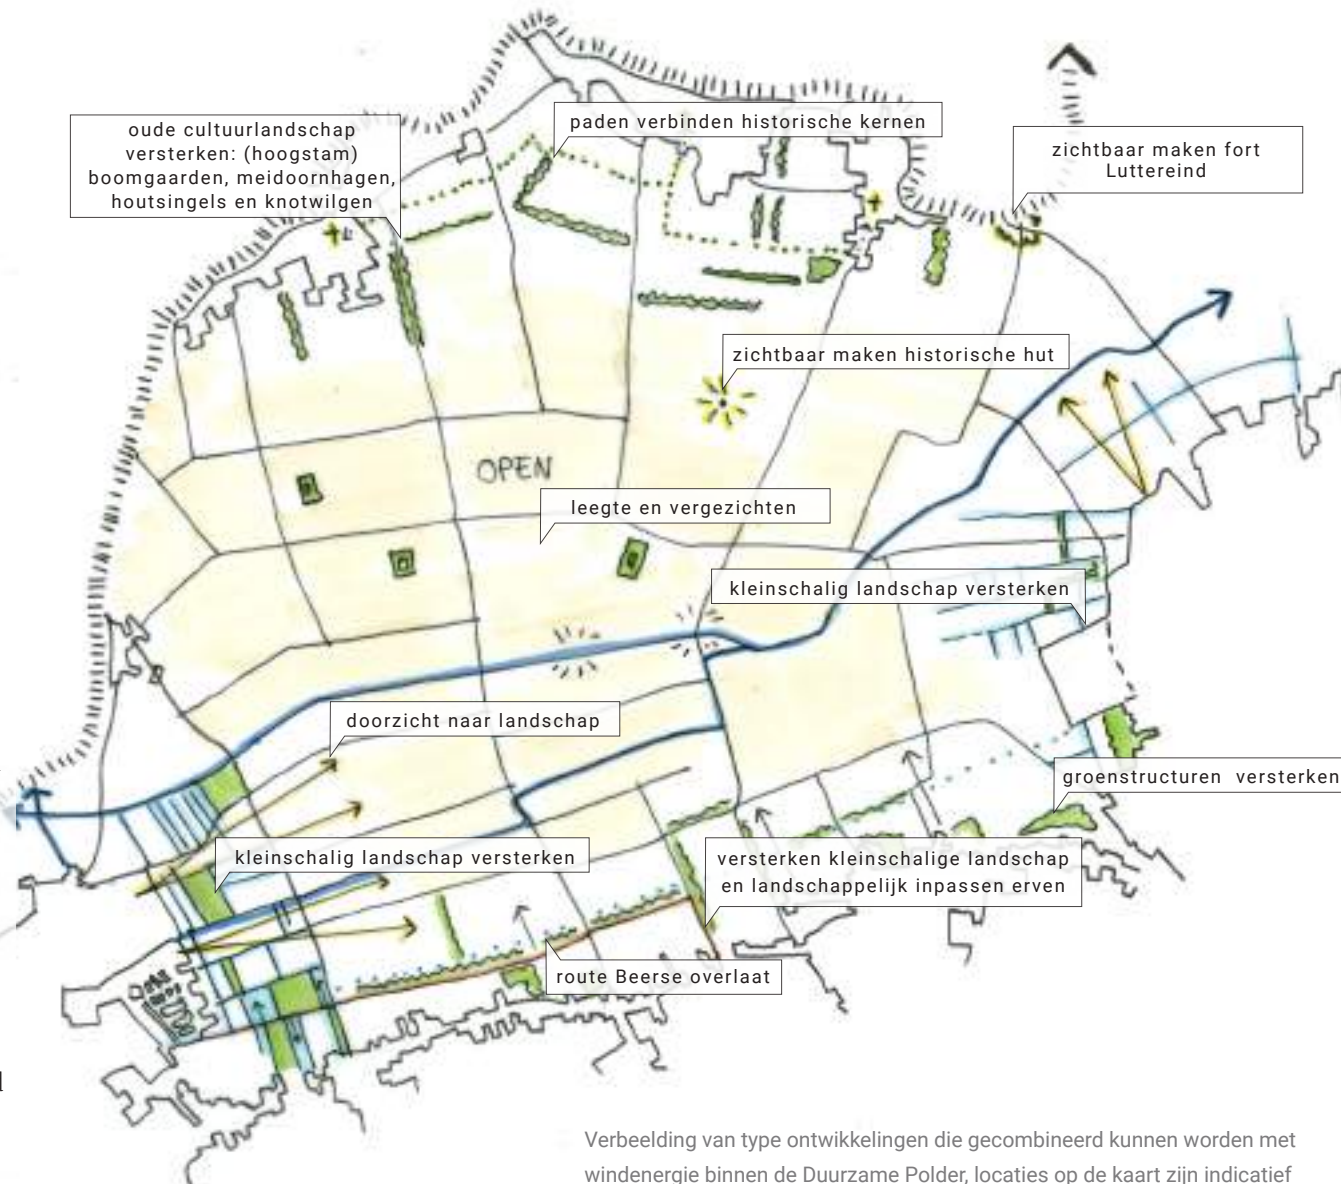 paden verbinden historische kernen
oude cultuurlandschap
versterken: (hoogstam)
boomgaarden, meidoornhagen,
houtsingels en knotwilgen
zichtbaar maken fort
Luttereind
zichtbaar maken historische hut
OPEN
leegte en vergezichten
kleinschalig landschap versterken
doorzicht naar landschap
groenstructuren versterken
kleinschalig landschap versterken
versterken kleinschalige landschap
en landschappelijk inpassen erven
route Beerse overlaat
Verbeelding van type ontwikkelingen die gecombineerd kunnen worden met
windenergie binnen de Duurzame Polder, locaties op de kaart zijn indicatief